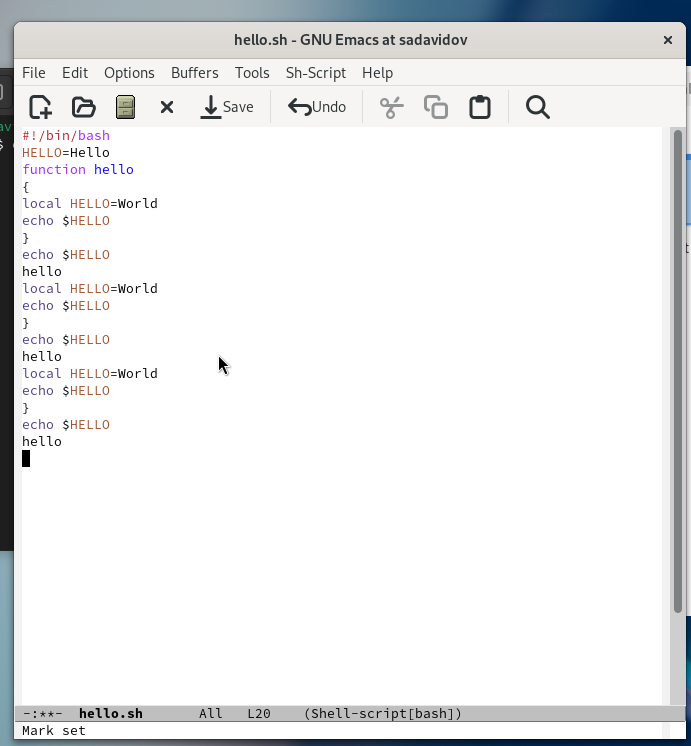 hello.sh - GNU Emacs at sadavidov
File Edit Options Buffers Tools Sh-Script Help
Save Undo
#!/bin/bash
HELLO=Hello
function hello
{
local HELLO=World
echo $HELLO
}
echo $HELLO
hello
local HELLO=World
echo $HELLO
}
echo $HELLO
hello
local HELLO=World
echo $HELLO
}
echo $HELLO
hello
-:**- hello.sh All L20 (Shell-script[bash])
Mark set